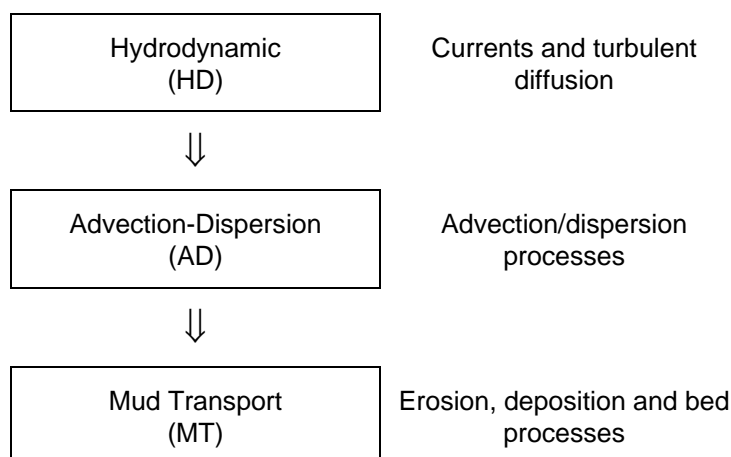 Hydrodynamic
(HD)
Currents and turbulent
diffusion
⇓
Advection-Dispersion
(AD)
Advection/dispersion
processes
⇓
Mud Transport
(MT)
Erosion, deposition and bed
processes